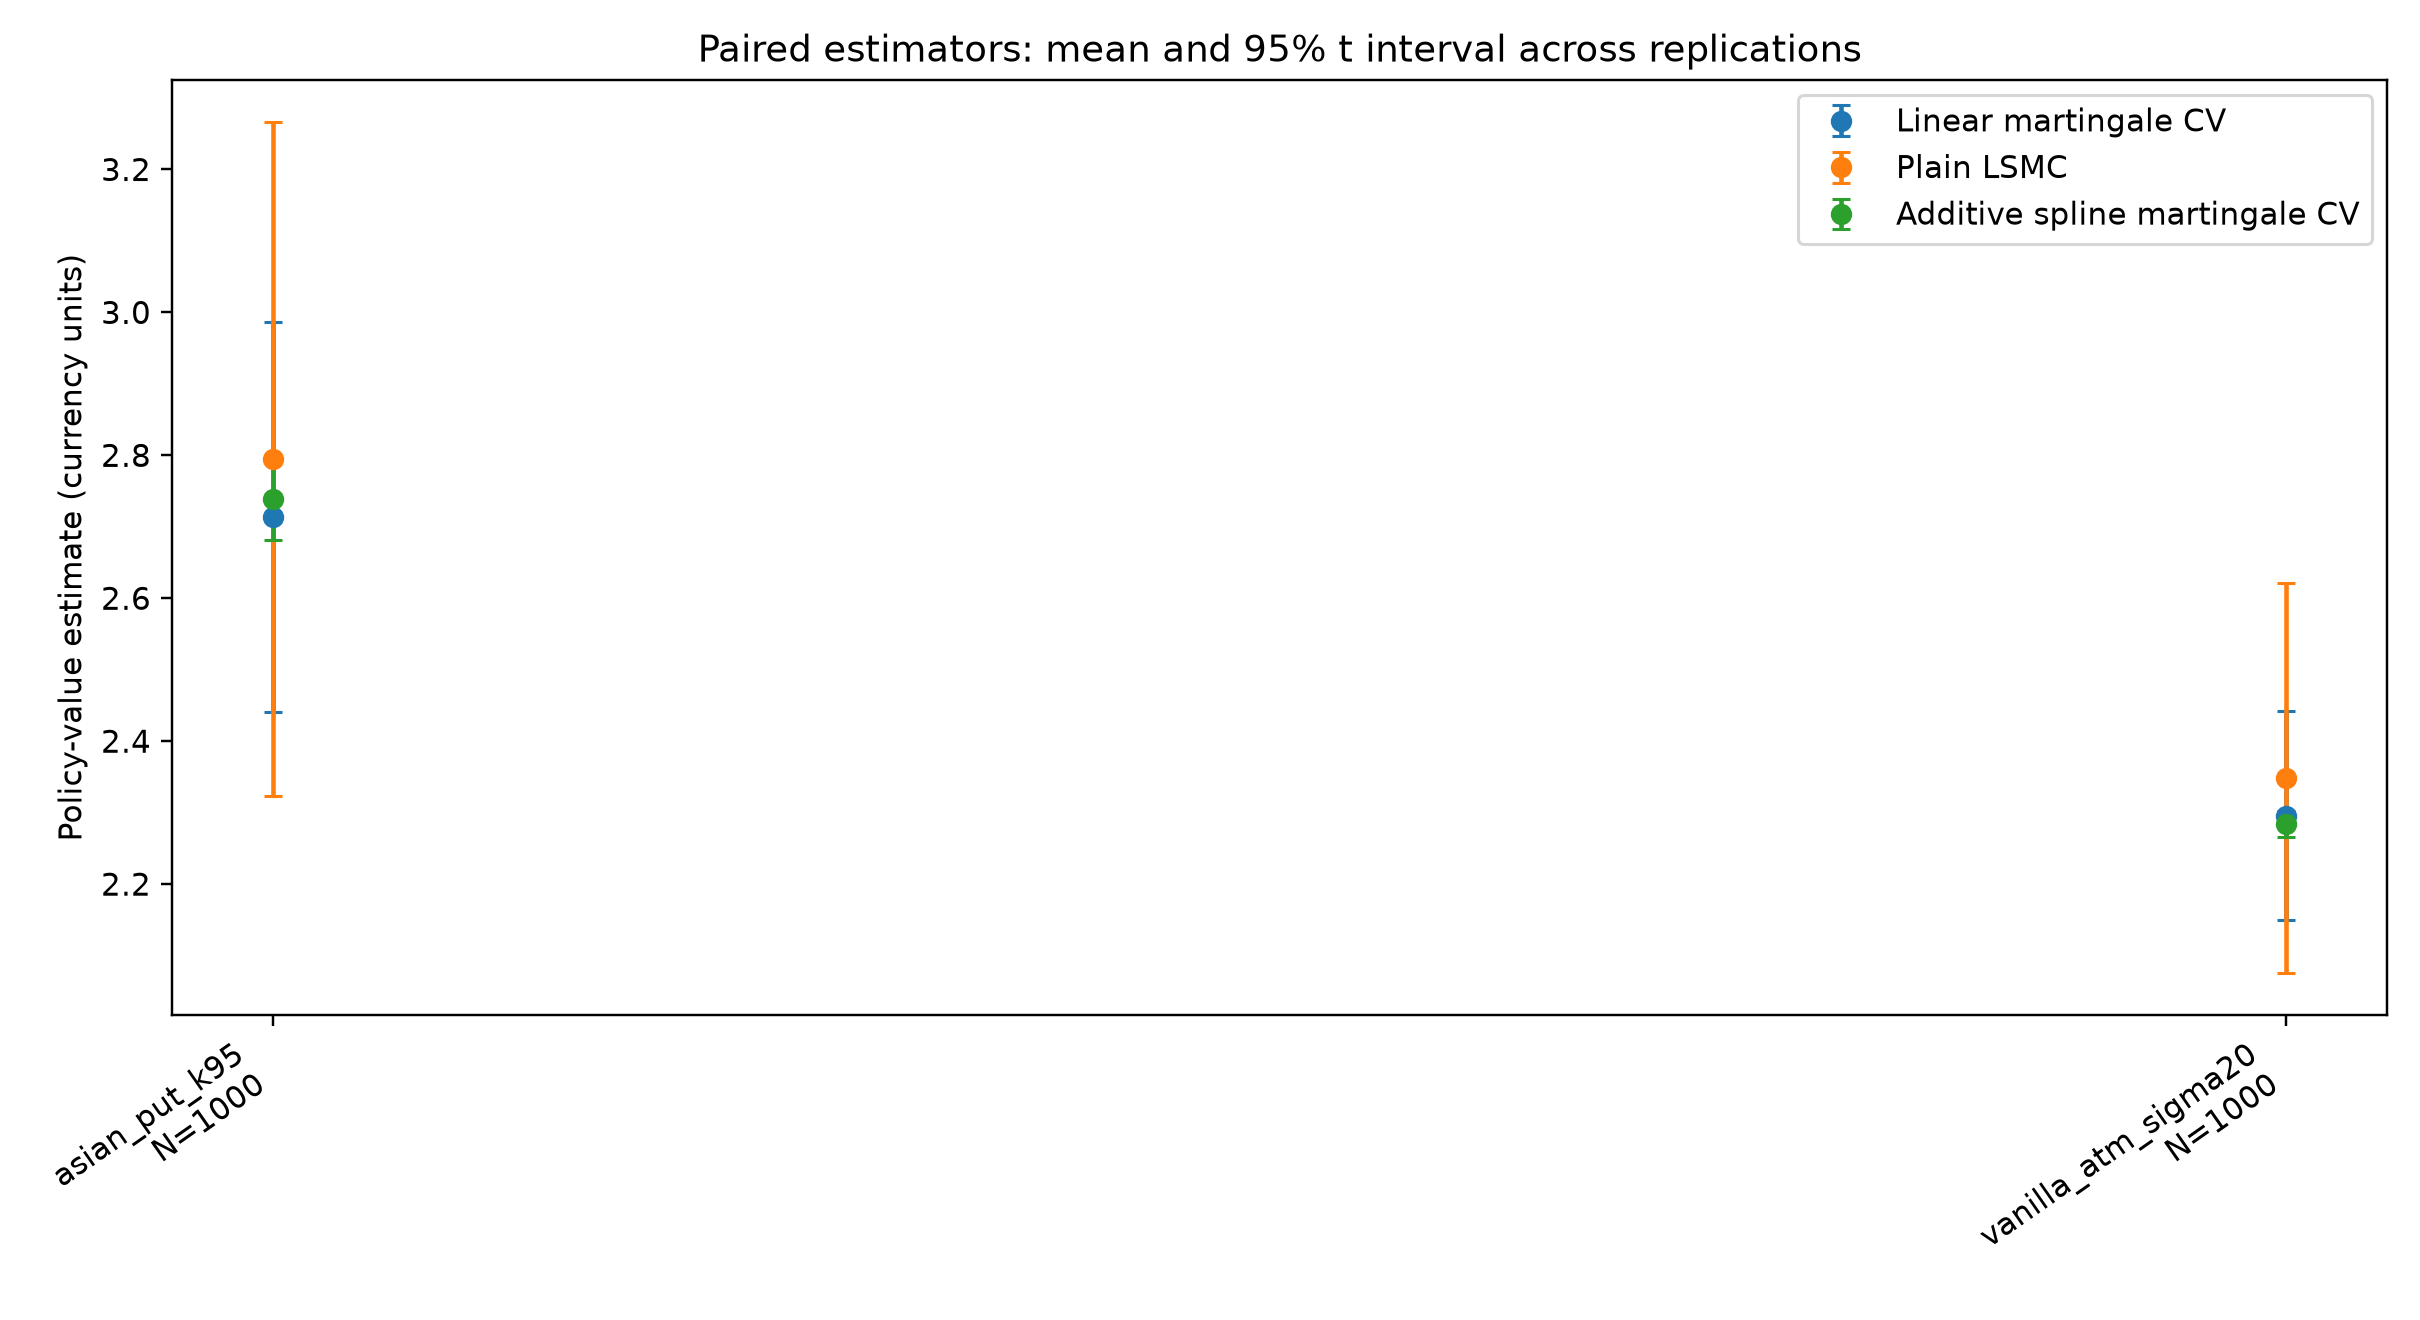 Paired estimators: mean and 95% t interval across replications
Linear martingale CV
Plain LSMC
Additive spline martingale CV
Policy-value estimate (currency units)
3.2
3.0
2.8
2.6
2.4
2.2
asian_put_k95
N=1000
vanilla_atm_sigma20
N=1000